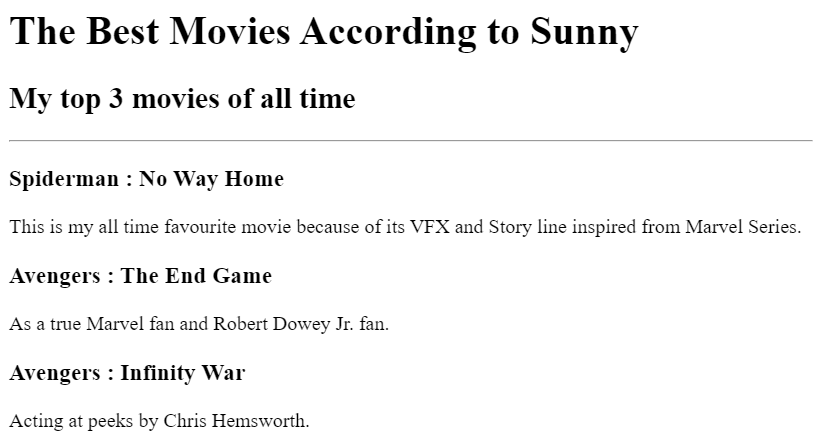 The Best Movies According to Sunny
My top 3 movies of all time
Spiderman : No Way Home
This is my all time favourite movie because of its VFX and Story line inspired from Marvel Series.
Avengers : The End Game
As a true Marvel fan and Robert Dowey Jr. fan.
Avengers : Infinity War
Acting at peeks by Chris Hemsworth.